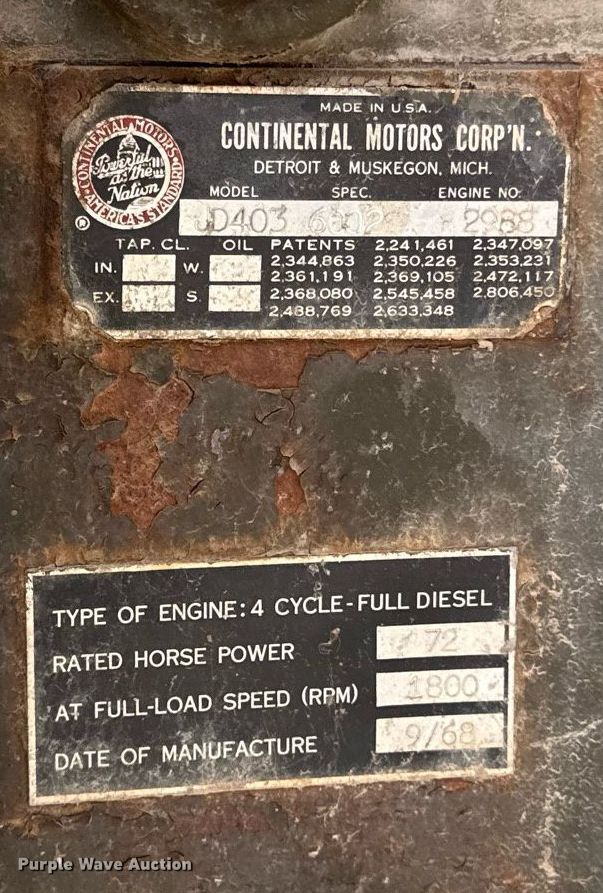 MADE IN U.S.A.
CONTINENTAL MOTORS CORP'N.
DETROIT & MUSKEGON, MICH.
CONTINENTAL MOTORS
Powerful as the Nation
AMERICA'S STANDARD
®
MODEL SPEC. ENGINE NO.
D403 2988
TAP. CL. OIL PATENTS 2,241,461 2,347,097
IN. W. 2,344,863 2,350,226 2,353,231
2,361,191 2,369,105 2,472,117
EX. S. 2,368,080 2,545,458 2,806,450
2,488,769 2,633,348
TYPE OF ENGINE: 4 CYCLE-FULL DIESEL
RATED HORSE POWER 72
AT FULL-LOAD SPEED (RPM) 1800
DATE OF MANUFACTURE 9/68
Purple Wave Auction